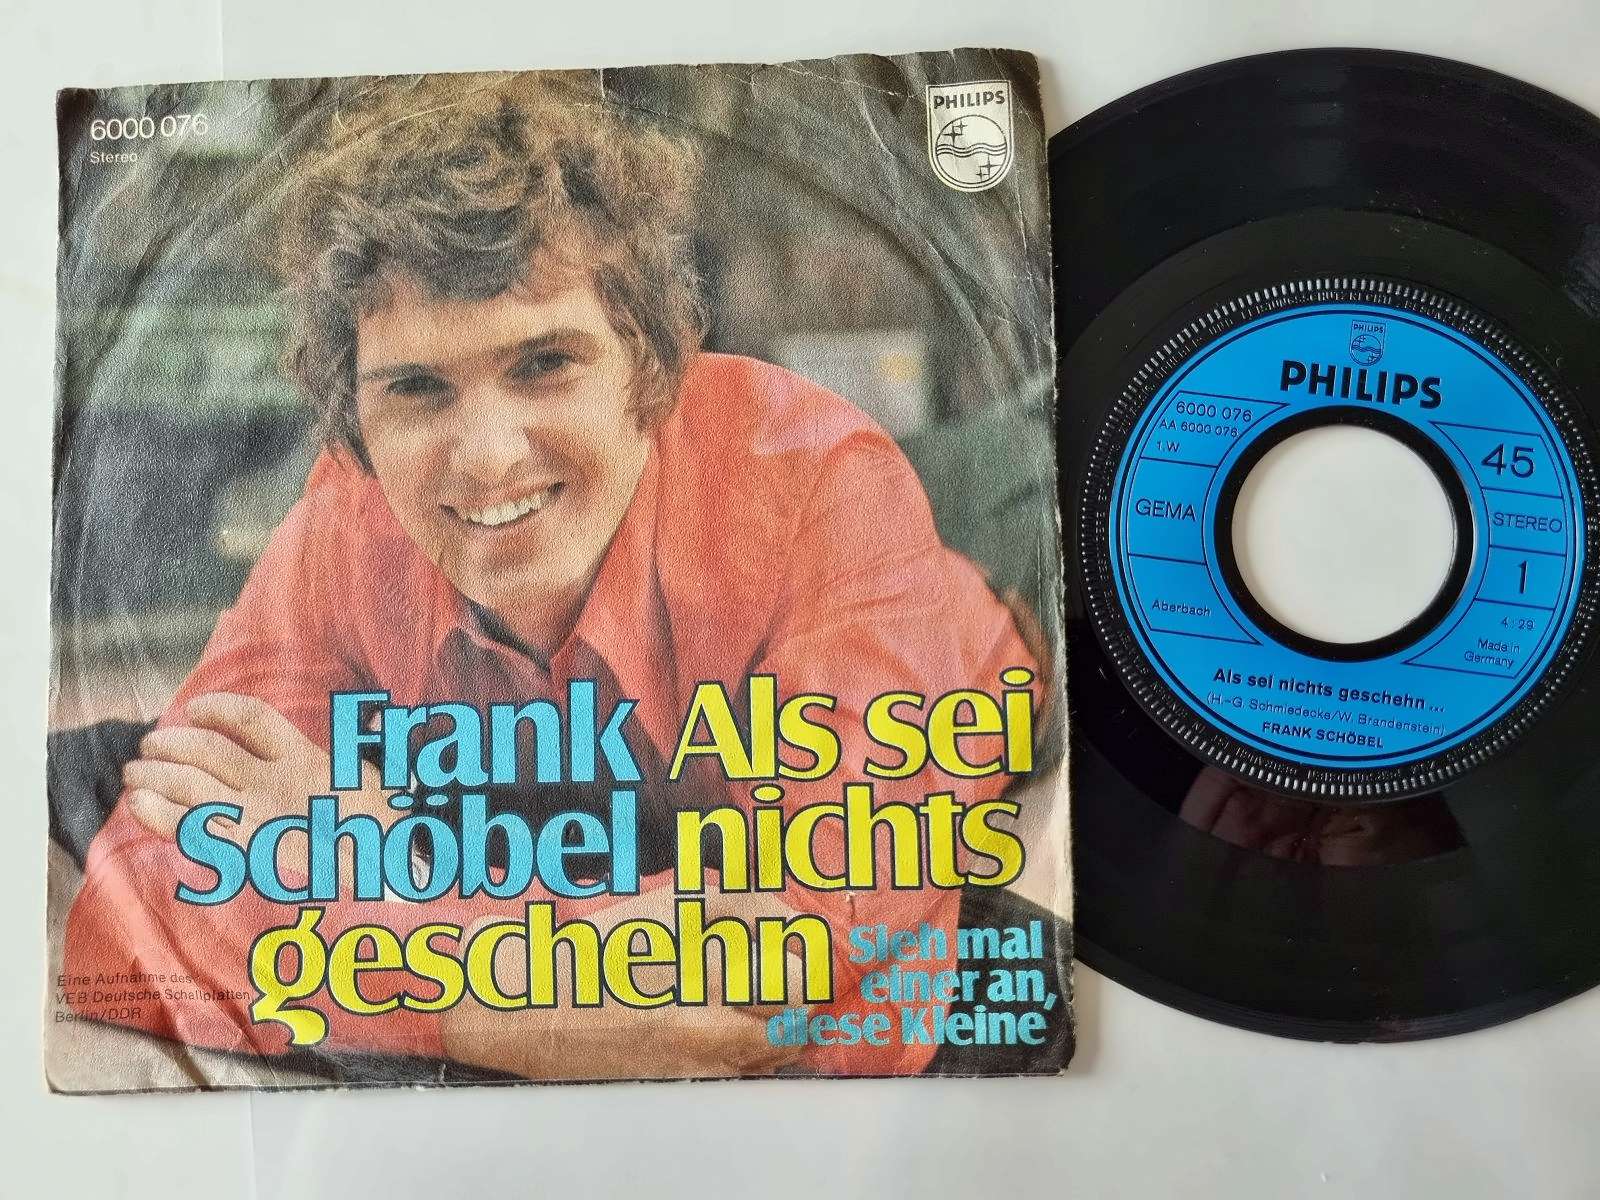 6000 076
Stereo
PHILIPS
Frank
Schöbel
Als sei
nichts
geschehn
Sieh mal
einer an,
diese Kleine
Eine Aufnahme des
VEB Deutsche Schallplatten
Berlin/DDR
PHILIPS
PHILIPS
6000 076
AA 6000 076
1.W
GEMA
Aberbach
45
STEREO
1
4:29
Made in
Germany
Als sei nichts geschehn...
(H.-G. Schmiedecke/W. Brandenstein)
FRANK SCHÖBEL